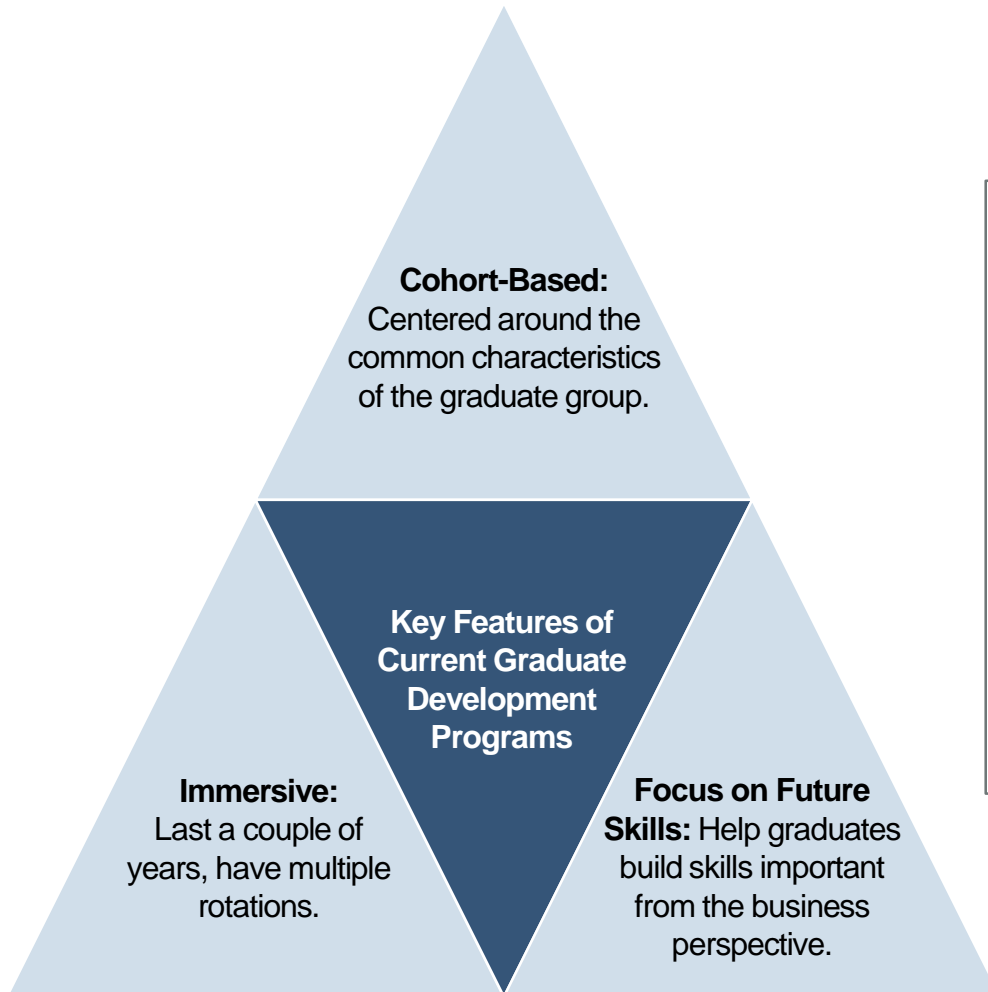 Cohort-Based:
Centered around the
common characteristics
of the graduate group.
Key Features of
Current Graduate
Development
Programs
Immersive:
Last a couple of
years, have multiple
rotations.
Focus on Future
Skills: Help graduates
build skills important
from the business
perspective.